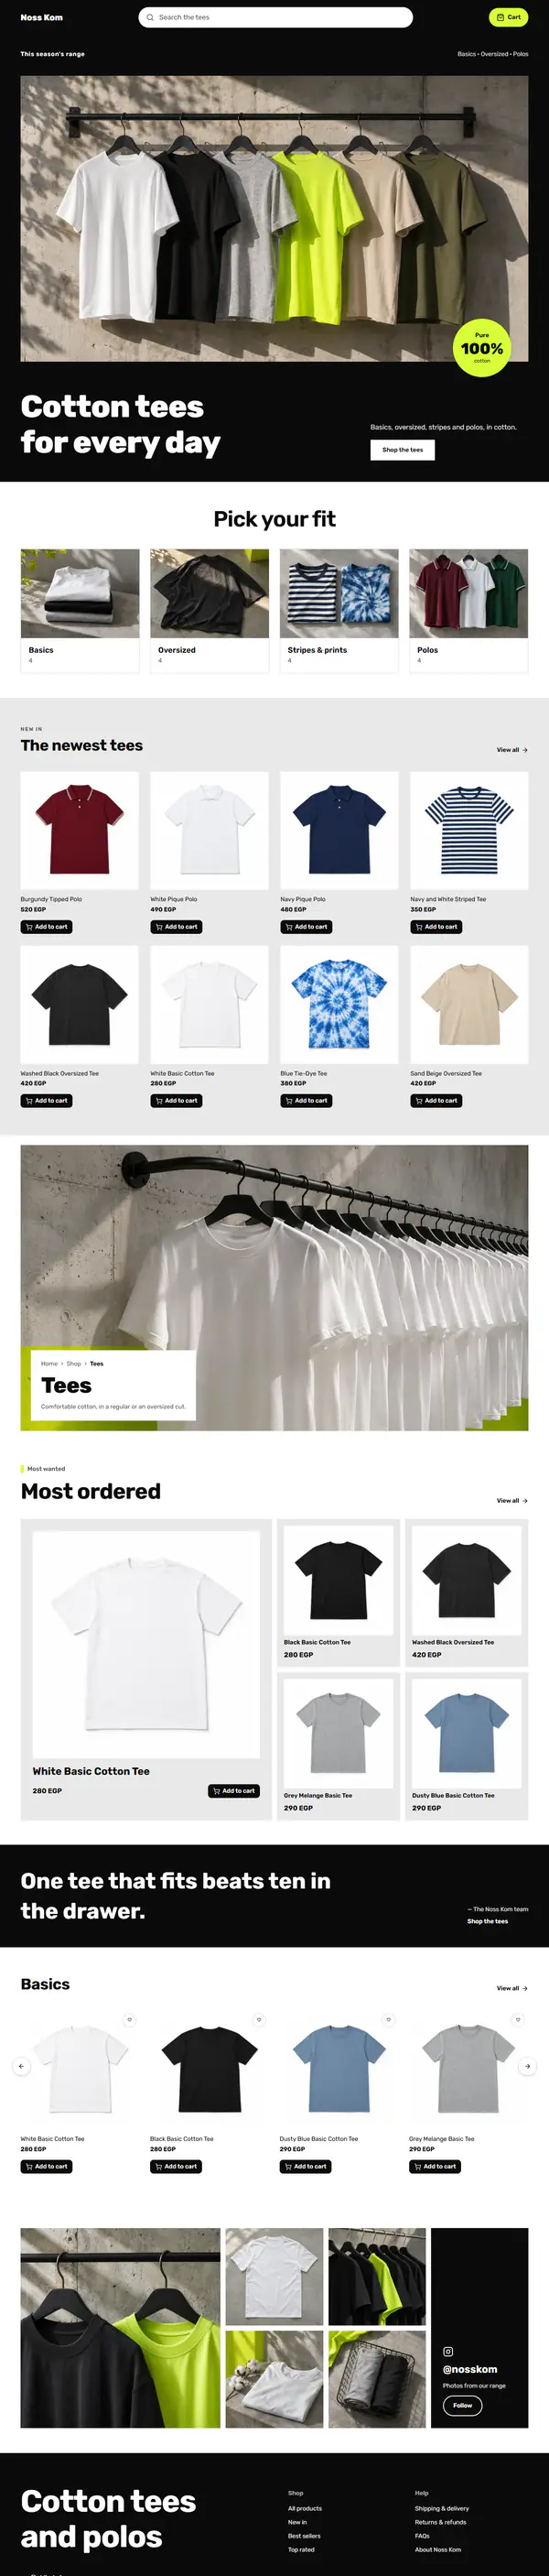 Noss Kom
Search the tees
Cart
This season's range
Basics • Oversized • Polos
Pure
100%
cotton
Cotton tees
for every day
Basics, oversized, stripes and polos, in cotton.
Shop the tees
Pick your fit
Basics
4
Oversized
4
Stripes & prints
4
Polos
4
NEW IN
The newest tees
View all →
Burgundy Tipped Polo
520 EGP
Add to cart
White Pique Polo
490 EGP
Add to cart
Navy Pique Polo
480 EGP
Add to cart
Navy and White Striped Tee
350 EGP
Add to cart
Washed Black Oversized Tee
420 EGP
Add to cart
White Basic Cotton Tee
280 EGP
Add to cart
Blue Tie-Dye Tee
380 EGP
Add to cart
Sand Beige Oversized Tee
420 EGP
Add to cart
Home › Shop › Tees
Tees
Comfortable cotton, in a regular or an oversized cut.
Most wanted
Most ordered
View all →
White Basic Cotton Tee
280 EGP
Add to cart
Black Basic Cotton Tee
280 EGP
Washed Black Oversized Tee
420 EGP
Grey Melange Basic Tee
290 EGP
Dusty Blue Basic Cotton Tee
290 EGP
One tee that fits beats ten in
the drawer.
— The Noss Kom team
Shop the tees
Basics
View all →
White Basic Cotton Tee
280 EGP
Add to cart
Black Basic Cotton Tee
280 EGP
Add to cart
Dusty Blue Basic Cotton Tee
290 EGP
Add to cart
Grey Melange Basic Tee
290 EGP
Add to cart
@nosskom
Photos from our range
Follow
Cotton tees
and polos
Shop
All products
New in
Best sellers
Top rated
Help
Shipping & delivery
Returns & refunds
FAQs
About Noss Kom